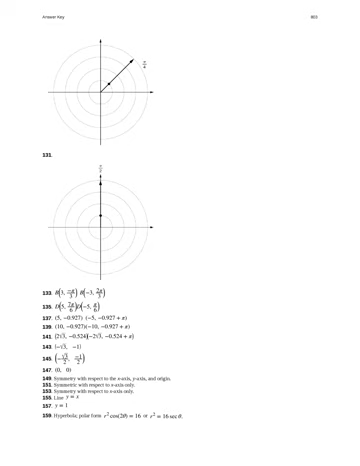 Answer Key 863
π/4
131.
π/2
133. B(3, −π/3) B(−3, 2π/3)
135. D(5, 7π/6)D(−5, π/6)
137. (5, −0.927) (−5, −0.927 + π)
139. (10, −0.927)(−10, −0.927 + π)
141. (2√3, −0.524)(−2√3, −0.524 + π)
143. (−√3, −1)
145. (−√3/2, −1/2)
147. (0, 0)
149. Symmetry with respect to the x-axis, y-axis, and origin.
151. Symmetric with respect to x-axis only.
153. Symmetry with respect to x-axis only.
155. Line y = x
157. y = 1
159. Hyperbola; polar form r² cos(2θ) = 16 or r² = 16 sec θ.